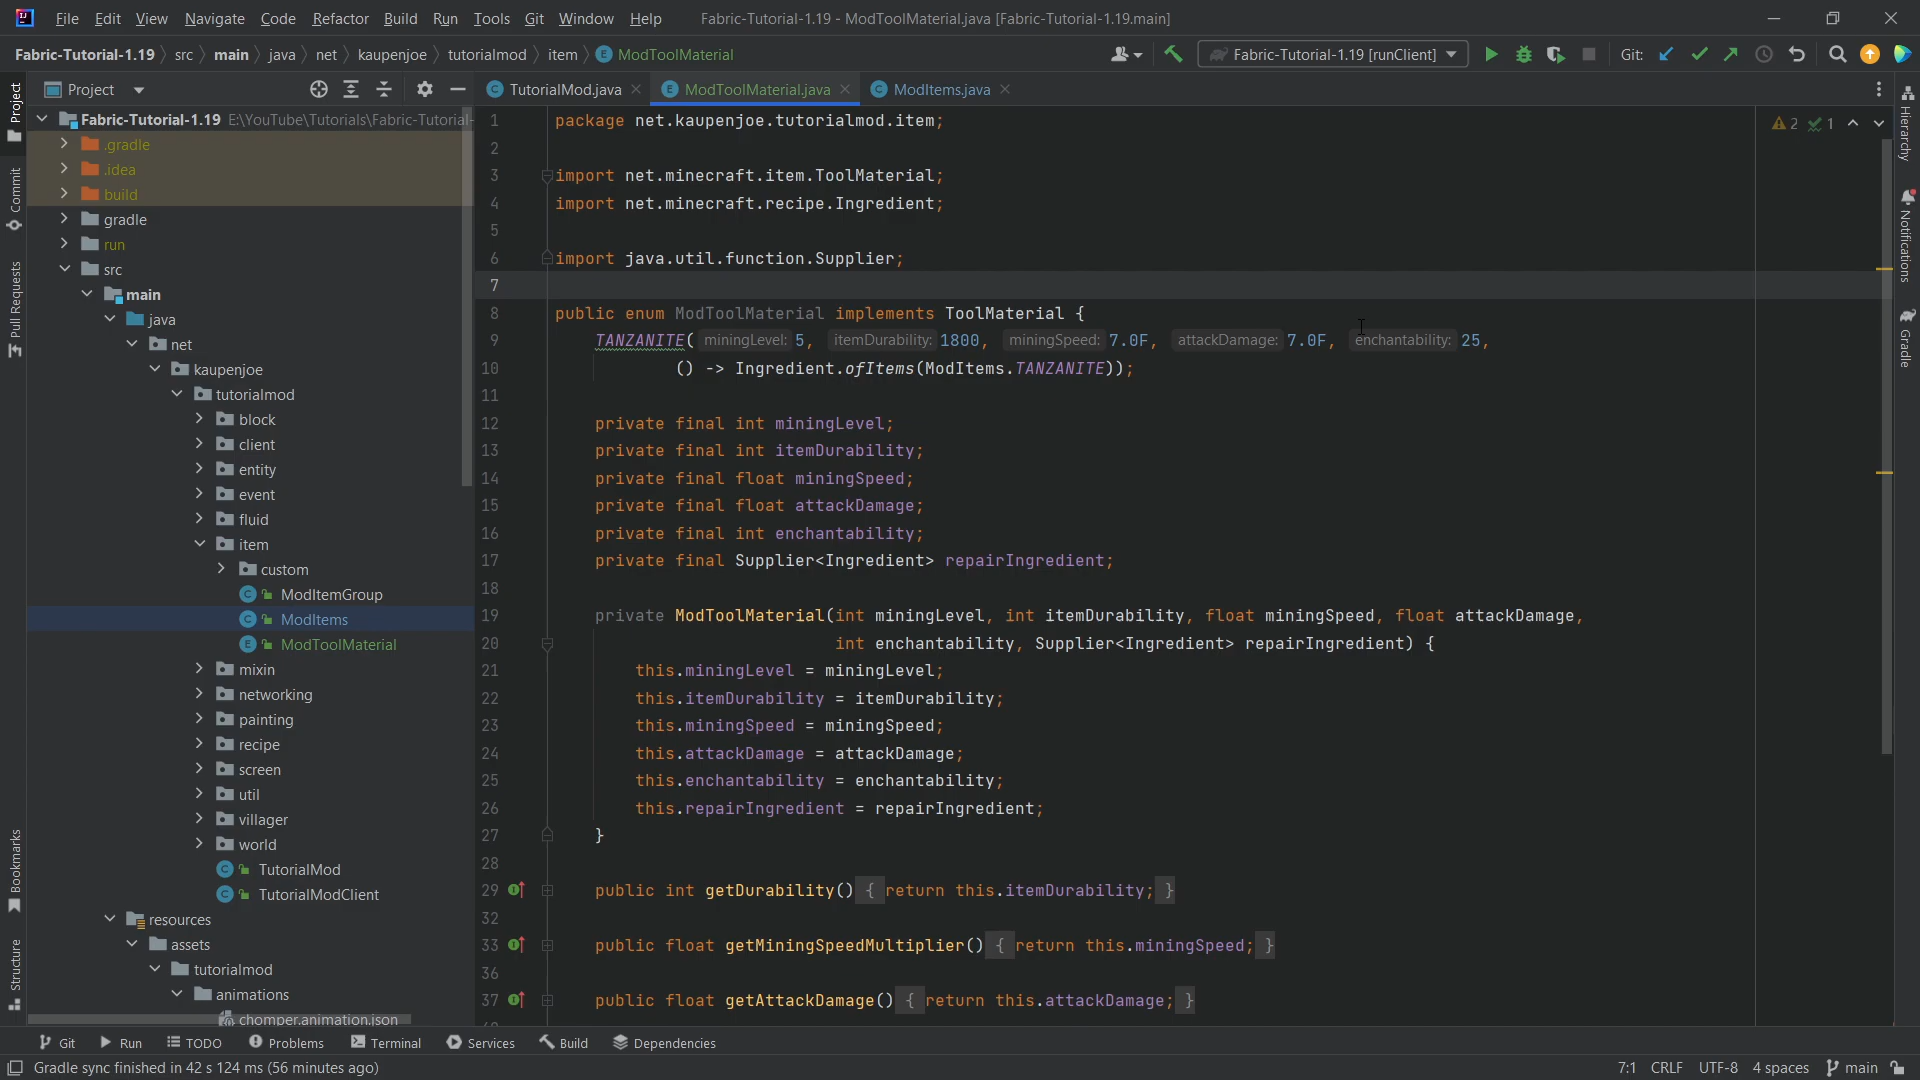 File Edit View Navigate Code Refactor Build Run Tools Git Window Help Fabric-Tutorial-1.19 - ModToolMaterial.java [Fabric-Tutorial-1.19.main]
Fabric-Tutorial-1.19 src main java net kaupenjoe tutorialmod item ModToolMaterial Fabric-Tutorial-1.19 [runClient] Git:
Project
TutorialMod.java ModToolMaterial.java ModItems.java
Fabric-Tutorial-1.19 E:\YouTube\Tutorials\Fabric-Tutorial-
.gradle
.idea
build
gradle
run
src
main
java
net
kaupenjoe
tutorialmod
block
client
entity
event
fluid
item
custom
ModItemGroup
ModItems
ModToolMaterial
mixin
networking
painting
recipe
screen
util
villager
world
TutorialMod
TutorialModClient
resources
assets
tutorialmod
animations
chomper.animation.json
Project
Commit
Pull Requests
Bookmarks
Structure
1 package net.kaupenjoe.tutorialmod.item;
2
3 import net.minecraft.item.ToolMaterial;
4 import net.minecraft.recipe.Ingredient;
5
6 import java.util.function.Supplier;
7
8 public enum ModToolMaterial implements ToolMaterial {
9 TANZANITE( miningLevel: 5, itemDurability: 1800, miningSpeed: 7.0F, attackDamage: 7.0F, enchantability: 25,
10 () -> Ingredient.ofItems(ModItems.TANZANITE));
11
12 private final int miningLevel;
13 private final int itemDurability;
14 private final float miningSpeed;
15 private final float attackDamage;
16 private final int enchantability;
17 private final Supplier<Ingredient> repairIngredient;
18
19 private ModToolMaterial(int miningLevel, int itemDurability, float miningSpeed, float attackDamage,
20 int enchantability, Supplier<Ingredient> repairIngredient) {
21 this.miningLevel = miningLevel;
22 this.itemDurability = itemDurability;
23 this.miningSpeed = miningSpeed;
24 this.attackDamage = attackDamage;
25 this.enchantability = enchantability;
26 this.repairIngredient = repairIngredient;
27 }
28
29 public int getDurability() { return this.itemDurability; }
32
33 public float getMiningSpeedMultiplier() { return this.miningSpeed; }
36
37 public float getAttackDamage() { return this.attackDamage; }
2 1
Hierarchy
Notifications
Gradle
Git Run TODO Problems Terminal Services Build Dependencies
Gradle sync finished in 42 s 124 ms (56 minutes ago) 7:1 CRLF UTF-8 4 spaces main